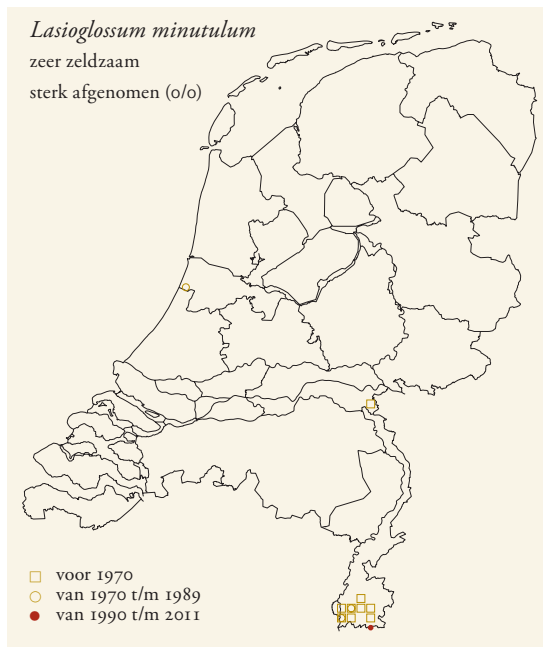 Lasioglossum minutulum
zeer zeldzaam
sterk afgenomen (0/0)
voor 1970
van 1970 t/m 1989
van 1990 t/m 2011